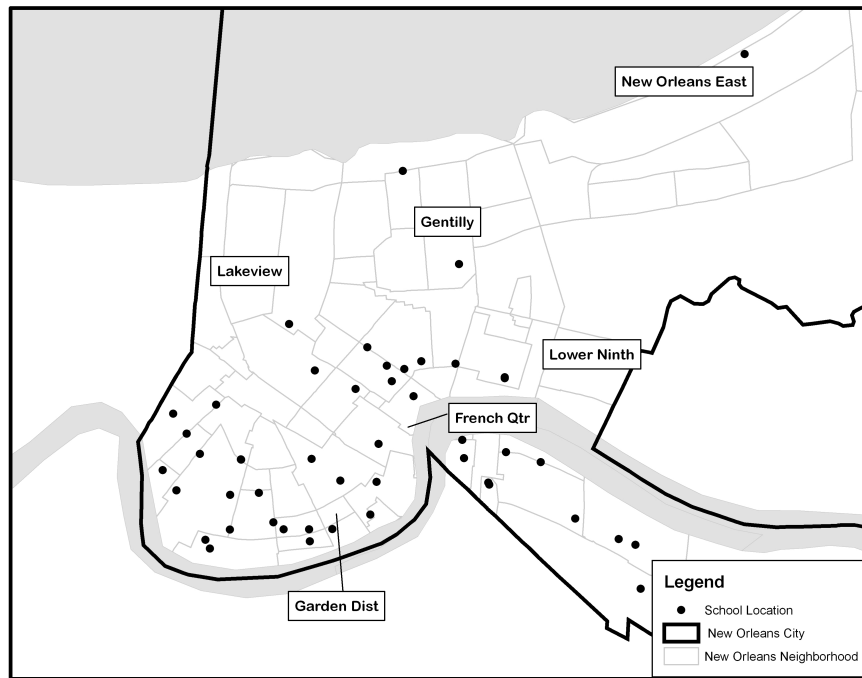 New Orleans East
Gentilly
Lakeview
Lower Ninth
French Qtr
Garden Dist
Legend
School Location
New Orleans City
New Orleans Neighborhood